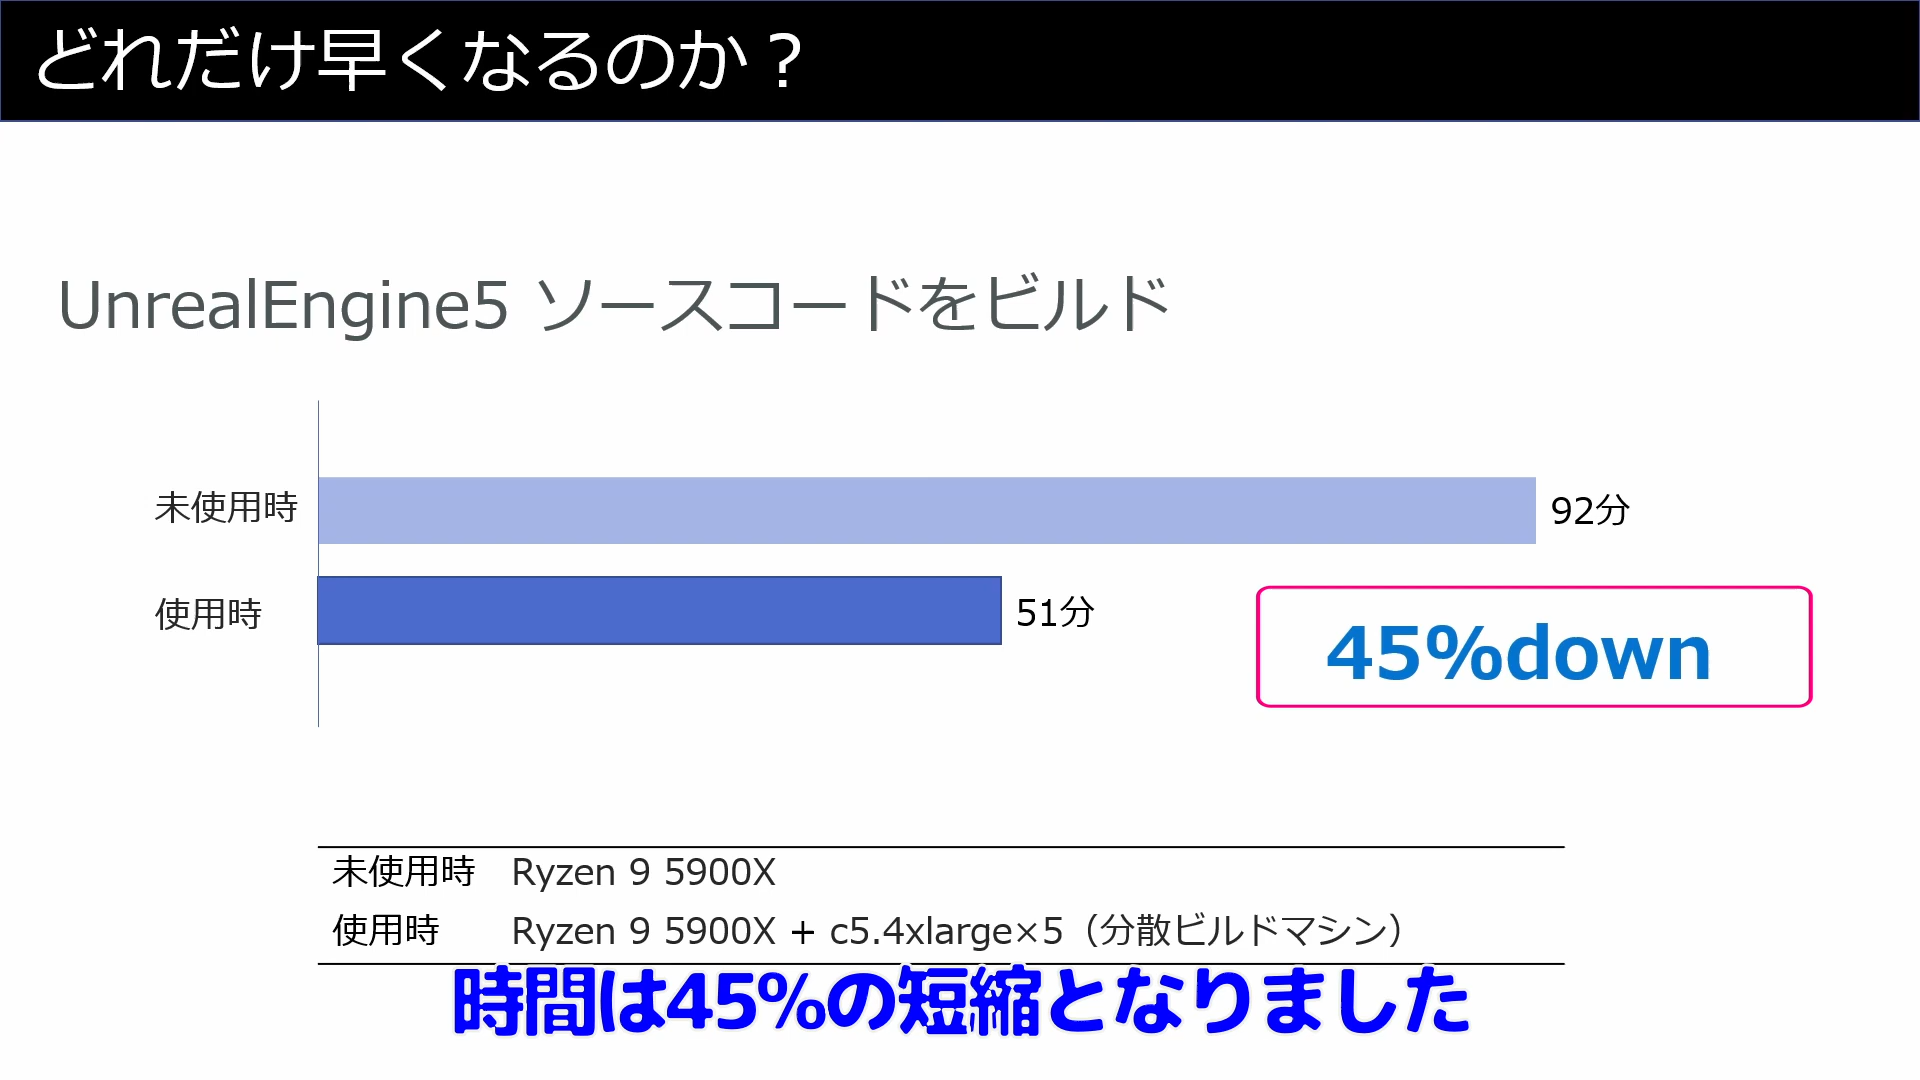 どれだけ早くなるのか？
UnrealEngine5 ソースコードをビルド
未使用時 92分
使用時 51分
45%down
未使用時 Ryzen 9 5900X
使用時 Ryzen 9 5900X + c5.4xlarge×5（分散ビルドマシン）
時間は45%の短縮となりました